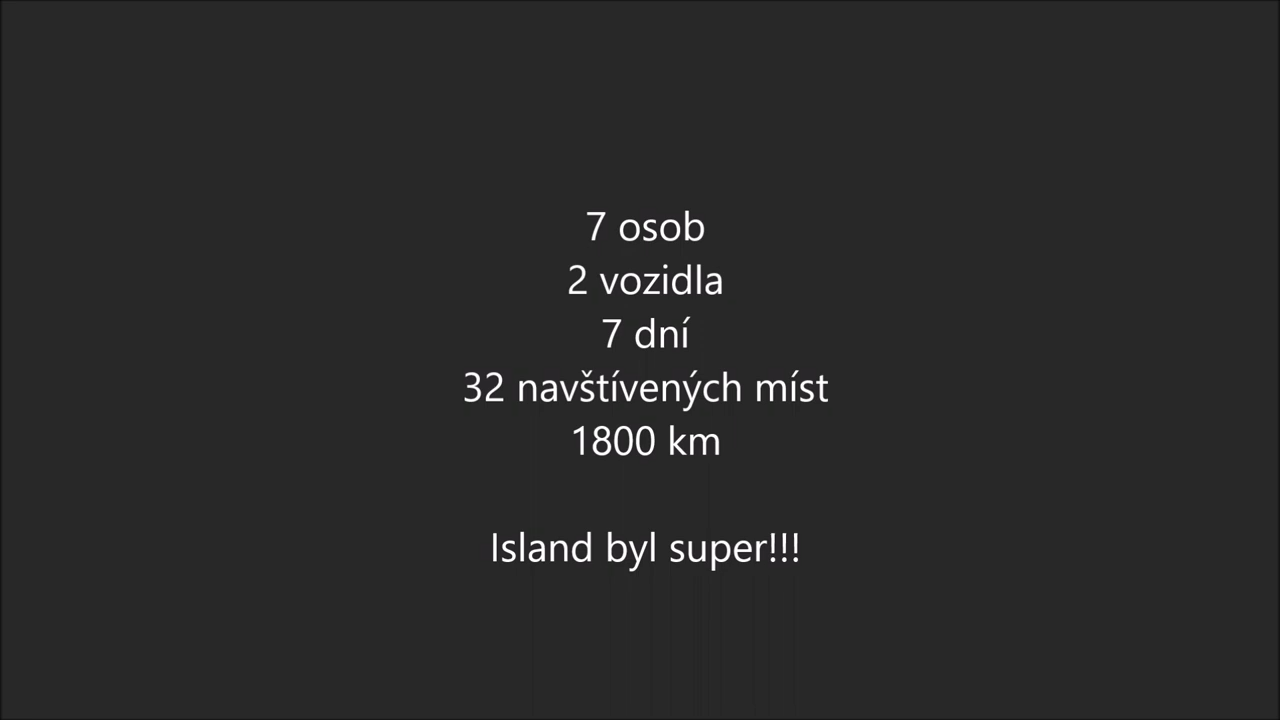 7 osob
2 vozidla
7 dní
32 navštívených míst
1800 km
Island byl super!!!